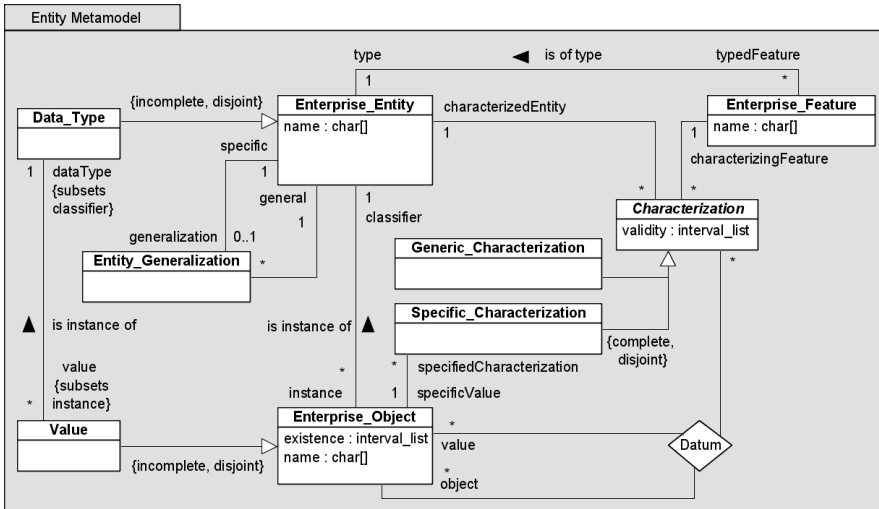 Entity Metamodel
type
is of type
typedFeature
1
*
{incomplete, disjoint}
Data_Type
Enterprise_Entity
name : char[]
characterizedEntity
1
Enterprise_Feature
name : char[]
1
characterizingFeature
specific
1
general
1
1
classifier
1
dataType
{subsets
classifier}
*
*
Characterization
validity : interval_list
*
generalization
0..1
*
Entity_Generalization
Generic_Characterization
Specific_Characterization
{complete,
disjoint}
is instance of
is instance of
value
{subsets
instance}
*
*
instance
*
specifiedCharacterization
1
specificValue
Value
Enterprise_Object
existence : interval_list
name : char[]
{incomplete, disjoint}
*
value
Datum
*
object